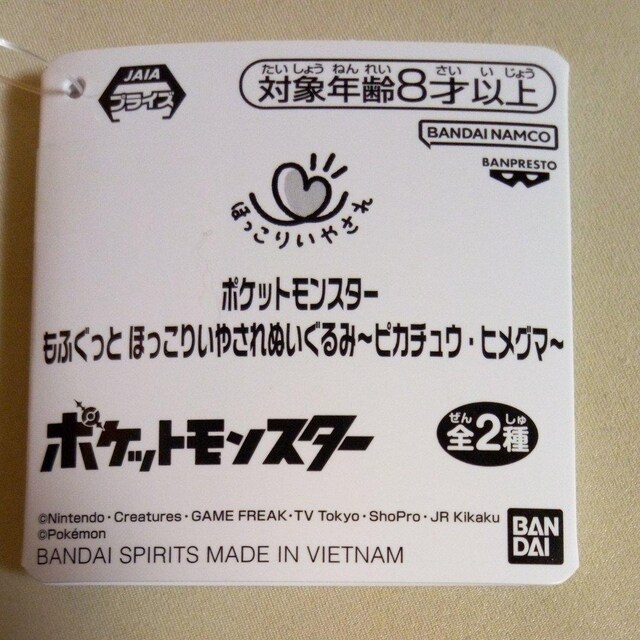 JAIA
プライズ
たいしょうねんれい さいいじょう
対象年齢8才以上
BANDAI NAMCO
BANPRESTO
ほっこりいやされ
ポケットモンスター
もふぐっと ほっこりいやされぬいぐるみ~ピカチュウ・ヒメグマ~
ポケットモンスター
ぜん しゅ
全2種
©Nintendo・Creatures・GAME FREAK・TV Tokyo・ShoPro・JR Kikaku
©Pokémon
BANDAI SPIRITS MADE IN VIETNAM
BAN
DAI